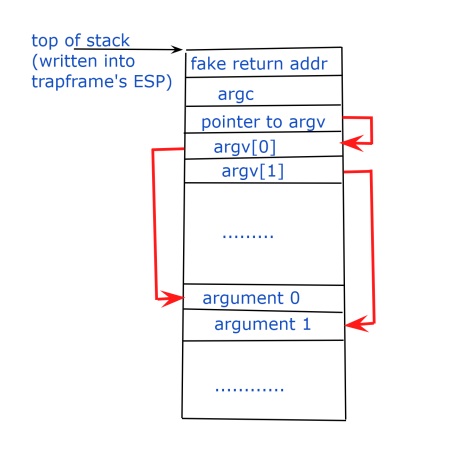 top of stack
(written into
trapframe's ESP)
fake return addr
argc
pointer to argv
argv[0]
argv[1]
.........
argument 0
argument 1
............